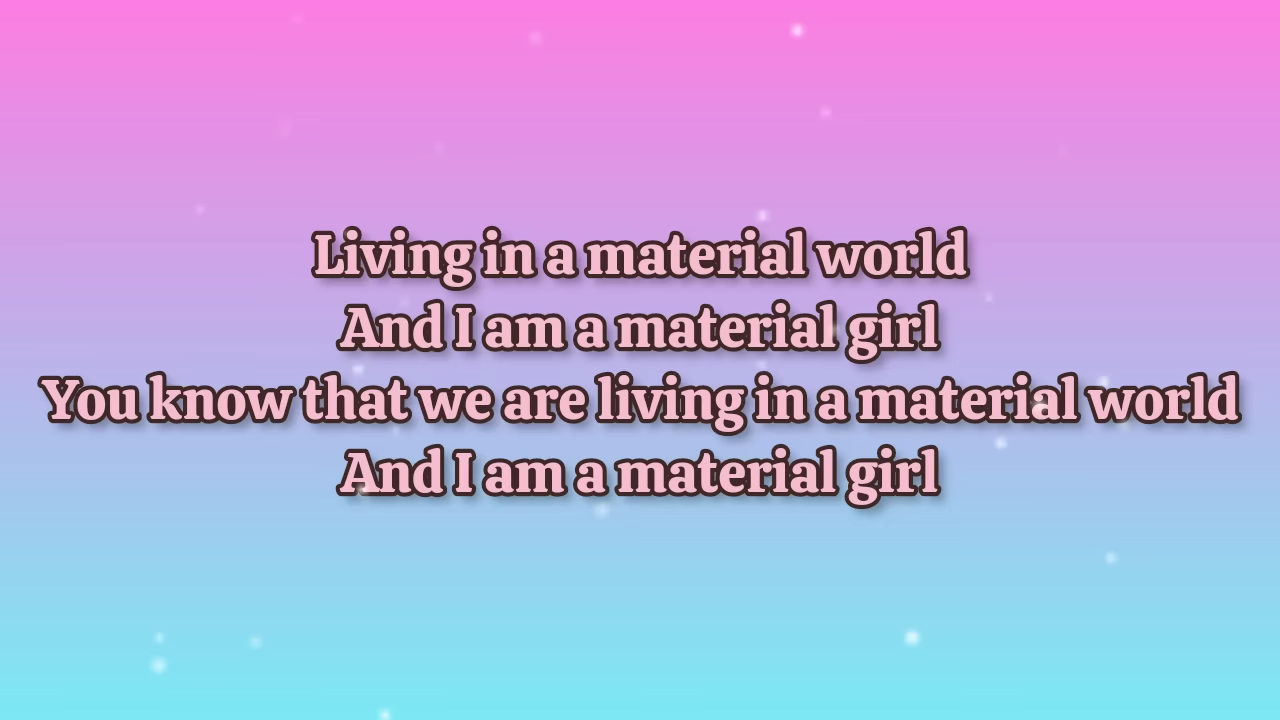 Living in a material world
And I am a material girl
You know that we are living in a material world
And I am a material girl